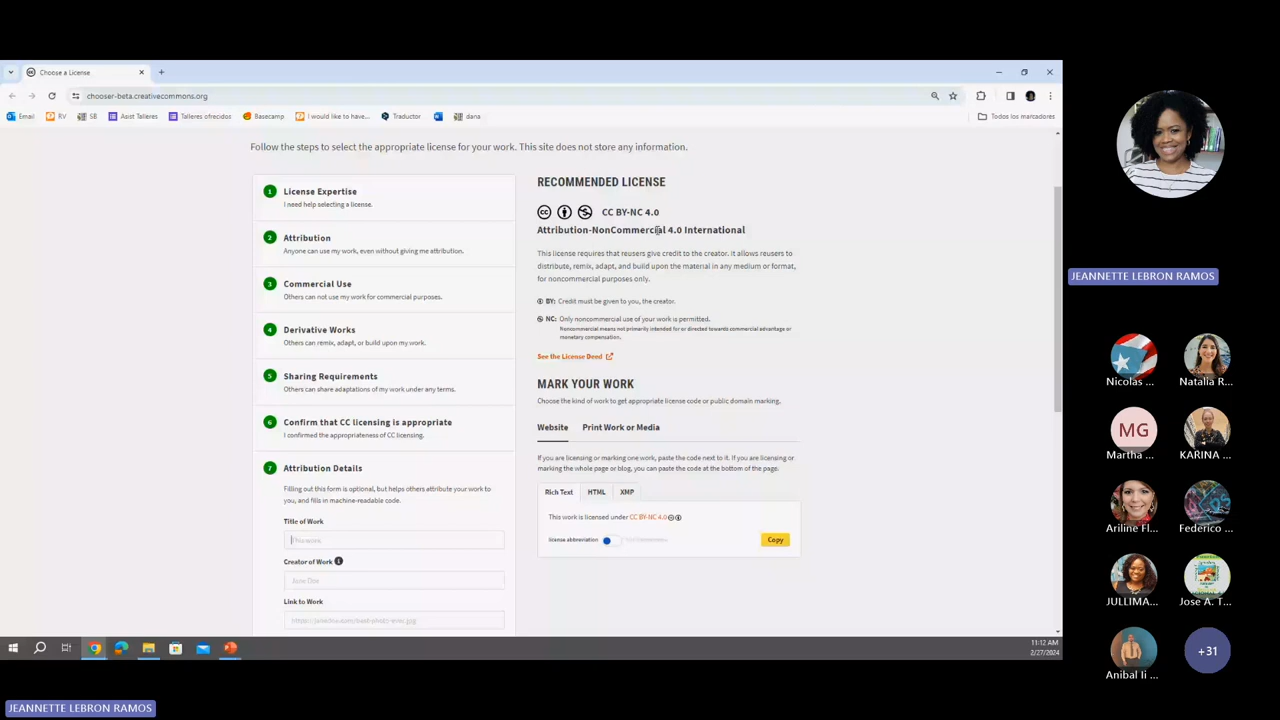 Choose a License
chooser-beta.creativecommons.org
Email
RV
SB
Asist Talleres
Talleres ofrecidos
Basecamp
I would like to have...
Traductor
dana
Todos los marcadores
Follow the steps to select the appropriate license for your work. This site does not store any information.
1 License Expertise
I need help selecting a license.
2 Attribution
Anyone can use my work, even without giving me attribution.
3 Commercial Use
Others can not use my work for commercial purposes.
4 Derivative Works
Others can remix, adapt, or build upon my work.
5 Sharing Requirements
Others can share adaptations of my work under any terms.
6 Confirm that CC licensing is appropriate
I confirmed the appropriateness of CC licensing.
7 Attribution Details
Filling out this form is optional, but helps others attribute your work to
you, and fills in machine-readable code.
Title of Work
This work
Creator of Work
Jane Doe
Link to Work
RECOMMENDED LICENSE
CC BY-NC 4.0
Attribution-NonCommercial 4.0 International
This license requires that reusers give credit to the creator. It allows reusers to
distribute, remix, adapt, and build upon the material in any medium or format,
for noncommercial purposes only.
BY: Credit must be given to you, the creator.
NC: Only noncommercial use of your work is permitted.
Noncommercial means not primarily intended for or directed towards commercial advantage or
monetary compensation.
See the License Deed
MARK YOUR WORK
Choose the kind of work to get appropriate license code or public domain marking.
Website
Print Work or Media
If you are licensing or marking one work, paste the code next to it. If you are licensing or
marking the whole page or blog, you can paste the code at the bottom of the page.
Rich Text
HTML
XMP
This work is licensed under CC BY-NC 4.0
license abbreviation
Copy
11:12 AM
2/27/2024
JEANNETTE LEBRON RAMOS
Nicolas ...
Natalia R...
MG
Martha ...
KARINA ...
Ariline Fl...
Federico ...
JULLIMA...
Jose A. T...
Anibal Ii ...
+31
JEANNETTE LEBRON RAMOS